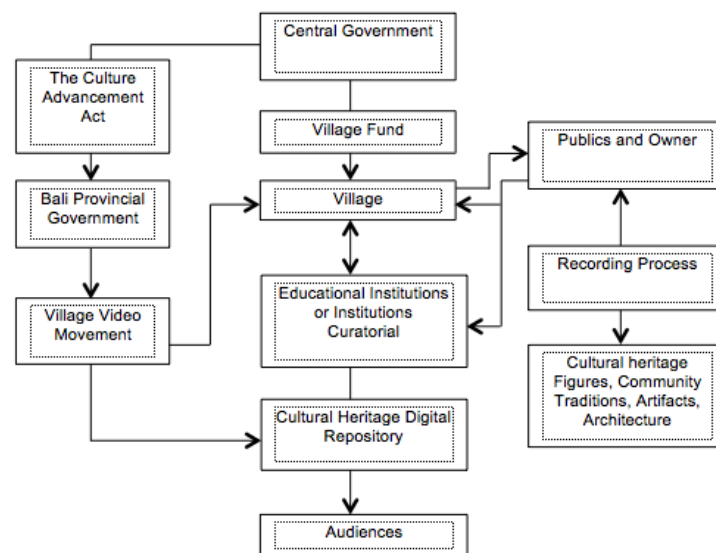 Central Government
The Culture
Advancement
Act
Village Fund
Publics and Owner
Bali Provincial
Government
Village
Recording Process
Educational Institutions
or Institutions
Curatorial
Village Video
Movement
Cultural heritage
Figures, Community
Traditions, Artifacts,
Architecture
Cultural Heritage Digital
Repository
Audiences